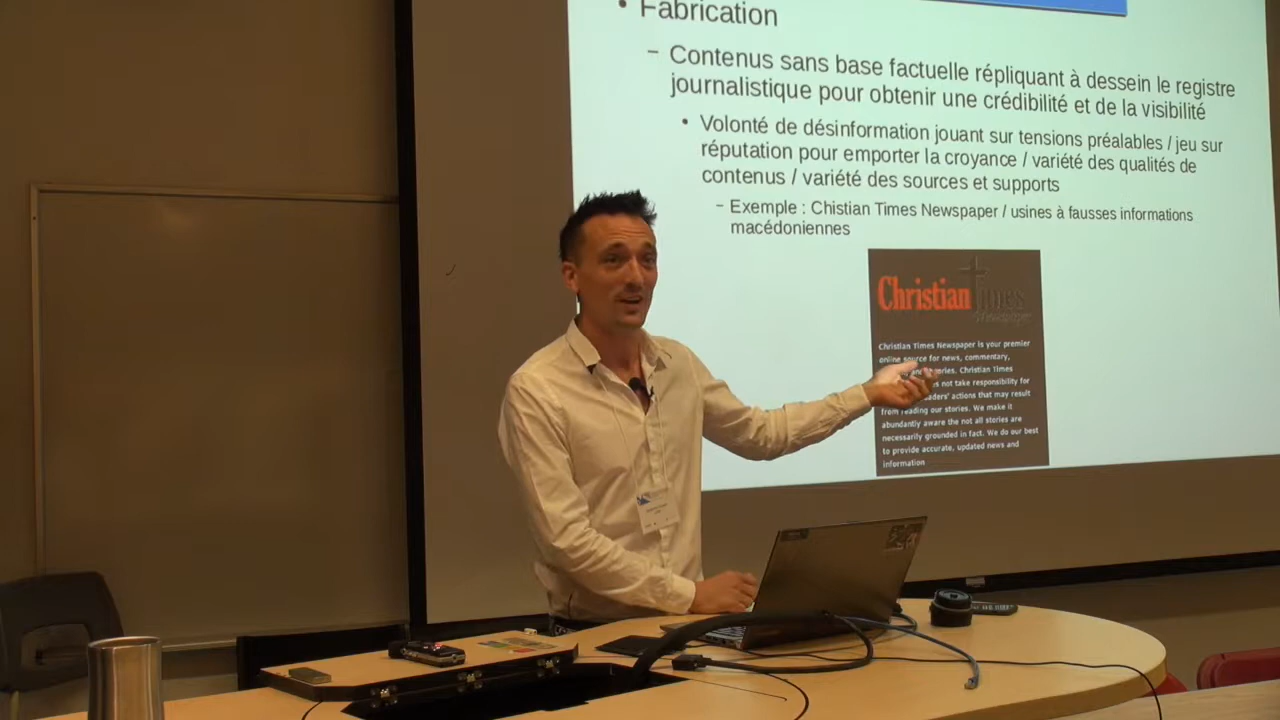 • Fabrication
– Contenus sans base factuelle répliquant à dessein le registre
journalistique pour obtenir une crédibilité et de la visibilité
• Volonté de désinformation jouant sur tensions préalables / jeu sur
réputation pour emporter la croyance / variété des qualités de
contenus / variété des sources et supports
– Exemple : Chistian Times Newspaper / usines à fausses informations
macédoniennes
Christian Times
Newspaper
Christian Times Newspaper is your premier
online source for news, commentary,
Christian Times
not take responsibility for
actions that may result
from reading our stories. We make it
abundantly aware the not all stories are
necessarily grounded in fact. We do our best
to provide accurate, updated news and
information